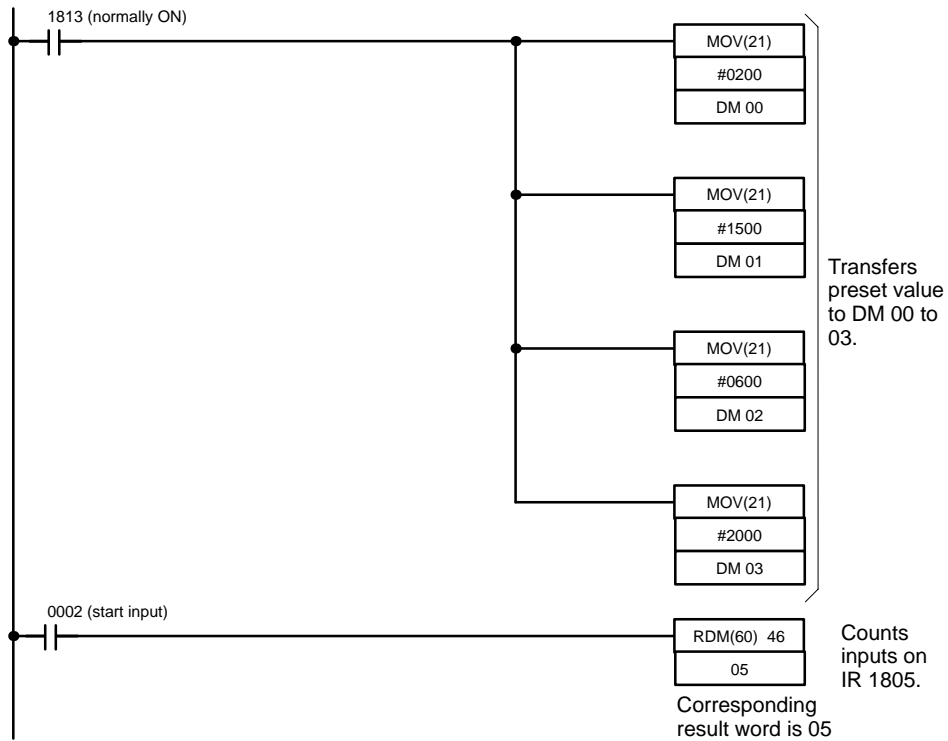 1813 (normally ON)
MOV(21)
#0200
DM 00
MOV(21)
#1500
DM 01
Transfers
preset value
to DM 00 to
03.
MOV(21)
#0600
DM 02
MOV(21)
#2000
DM 03
0002 (start input)
RDM(60) 46
05
Counts
inputs on
IR 1805.
Corresponding
result word is 05